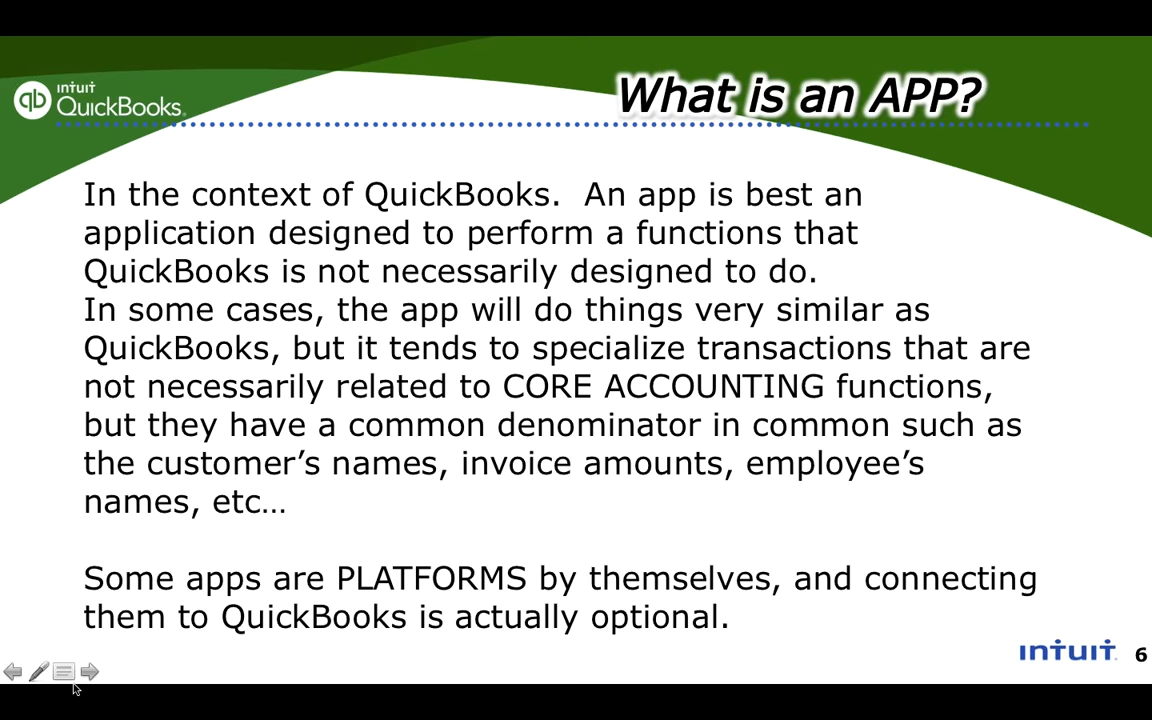 What is an APP?
ıntuıt
QuickBooks.
In the context of QuickBooks.  An app is best an
application designed to perform a functions that
QuickBooks is not necessarily designed to do.
In some cases, the app will do things very similar as
QuickBooks, but it tends to specialize transactions that are
not necessarily related to CORE ACCOUNTING functions,
but they have a common denominator in common such as
the customer’s names, invoice amounts, employee’s
names, etc…
Some apps are PLATFORMS by themselves, and connecting
them to QuickBooks is actually optional.
ıntuıt.
6